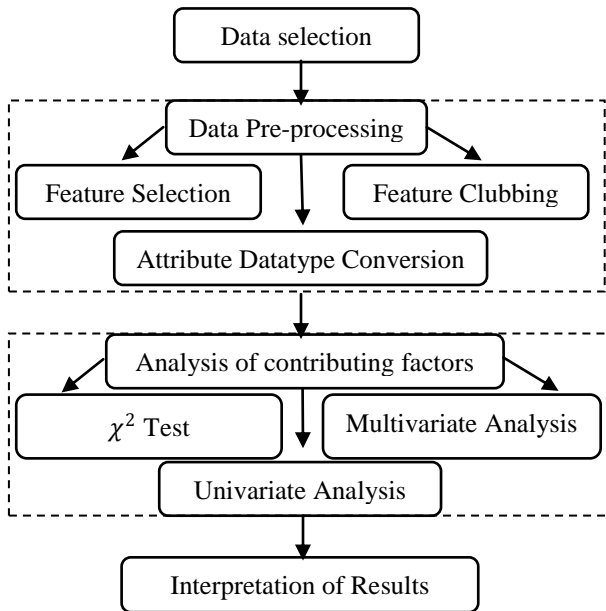 Data selection
Data Pre-processing
Feature Selection
Feature Clubbing
Attribute Datatype Conversion
Analysis of contributing factors
χ² Test
Multivariate Analysis
Univariate Analysis
Interpretation of Results